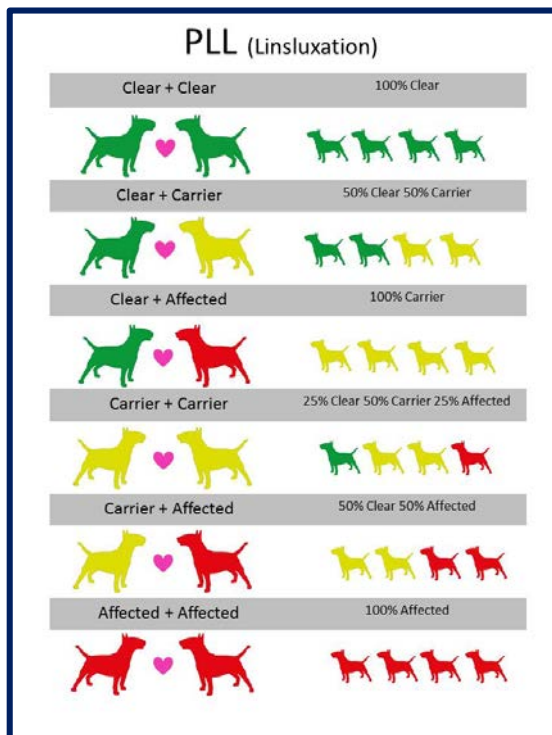 PLL (Linsluxation)
Clear + Clear 100% Clear
Clear + Carrier 50% Clear 50% Carrier
Clear + Affected 100% Carrier
Carrier + Carrier 25% Clear 50% Carrier 25% Affected
Carrier + Affected 50% Clear 50% Affected
Affected + Affected 100% Affected